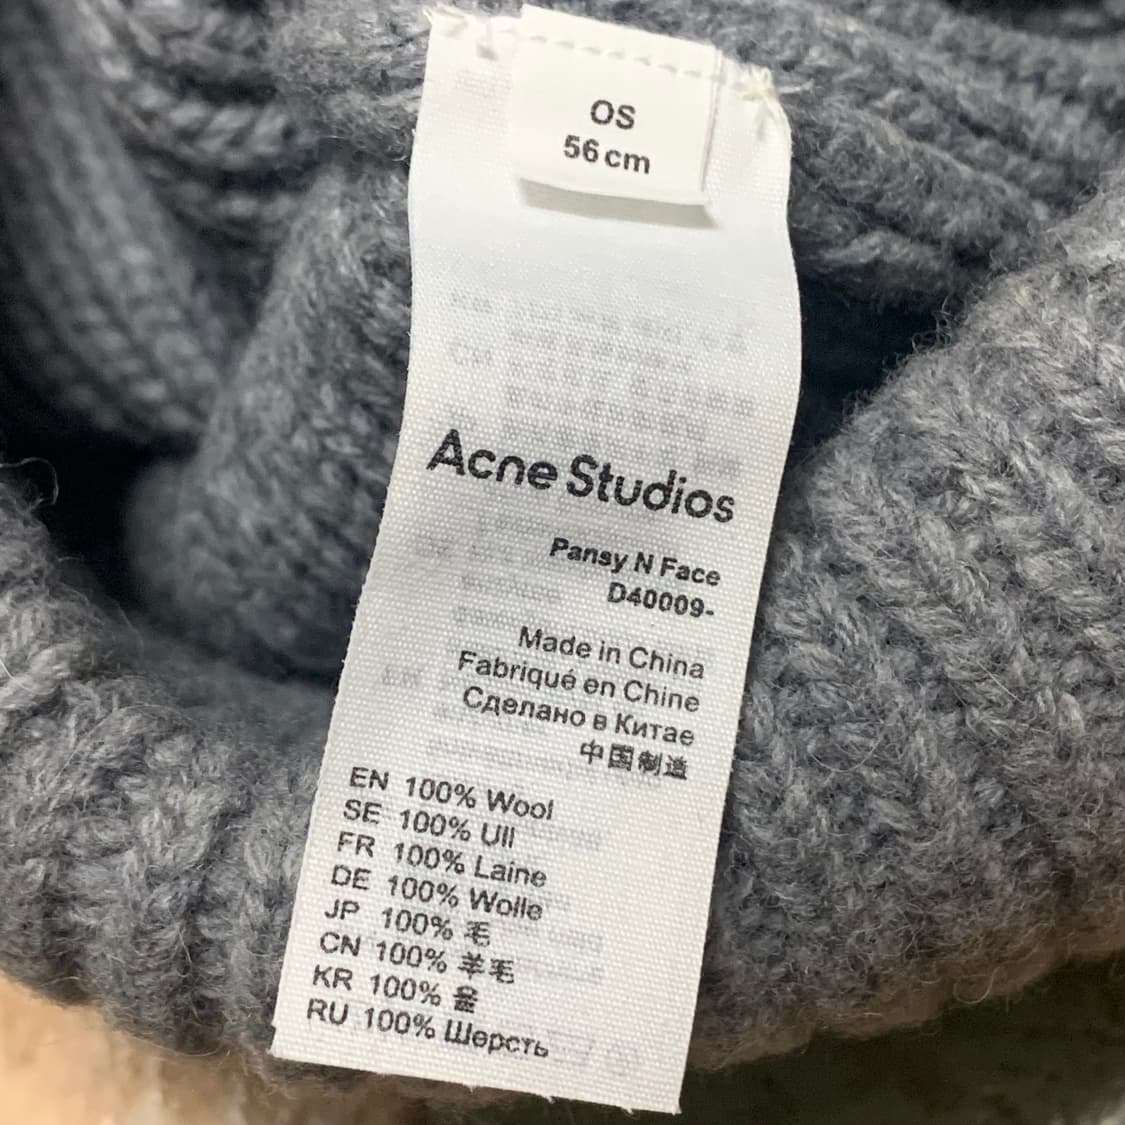 OS
56 cm
Acne Studios
Pansy N Face
D40009-
Made in China
Fabriqué en Chine
Сделано в Китае
中国制造
EN 100% Wool
SE 100% Ull
FR 100% Laine
DE 100% Wolle
JP 100% 毛
CN 100% 羊毛
KR 100% 울
RU 100% Шерсть